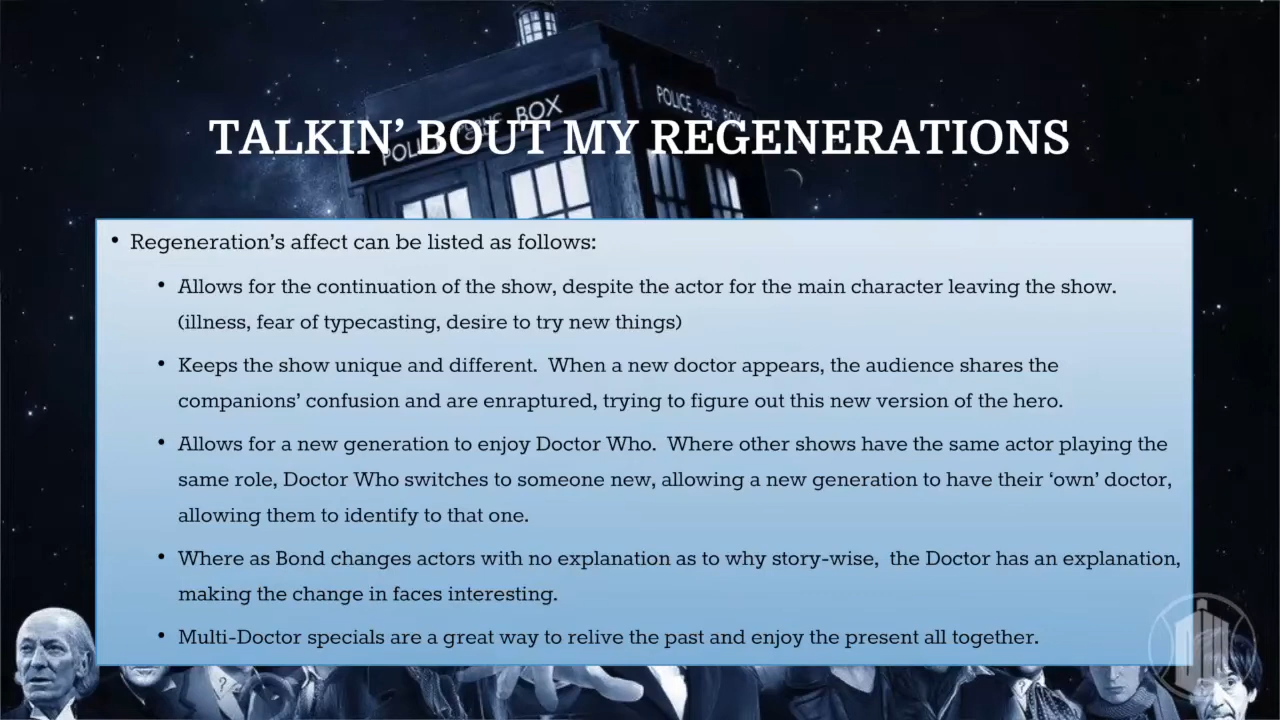 POLICE PUBLIC BOX
POLICE PUBLIC BOX
TALKIN’ BOUT MY REGENERATIONS
• Regeneration’s affect can be listed as follows:
• Allows for the continuation of the show, despite the actor for the main character leaving the show.
(illness, fear of typecasting, desire to try new things)
• Keeps the show unique and different.  When a new doctor appears, the audience shares the
companions’ confusion and are enraptured, trying to figure out this new version of the hero.
• Allows for a new generation to enjoy Doctor Who.  Where other shows have the same actor playing the
same role, Doctor Who switches to someone new, allowing a new generation to have their ‘own’ doctor,
allowing them to identify to that one.
• Where as Bond changes actors with no explanation as to why story-wise,  the Doctor has an explanation,
making the change in faces interesting.
• Multi-Doctor specials are a great way to relive the past and enjoy the present all together.